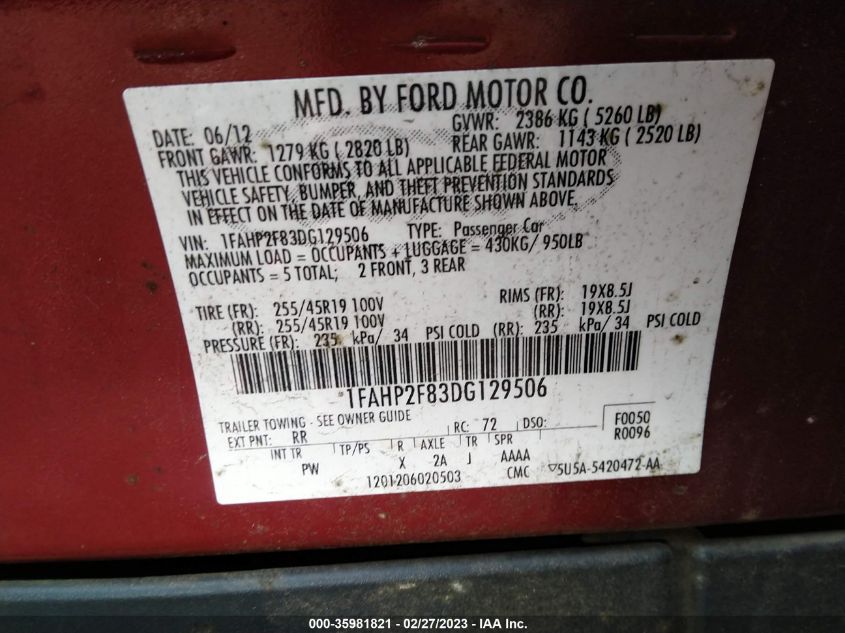 MFD. BY FORD MOTOR CO.
DATE: 06/12 GVWR: 2386 KG ( 5260 LB)
FRONT GAWR: 1279 KG ( 2820 LB) REAR GAWR: 1143 KG ( 2520 LB)
THIS VEHICLE CONFORMS TO ALL APPLICABLE FEDERAL MOTOR
VEHICLE SAFETY, BUMPER, AND THEFT PREVENTION STANDARDS
IN EFFECT ON THE DATE OF MANUFACTURE SHOWN ABOVE.
VIN: 1FAHP2F83DG129506 TYPE: Passenger Car
MAXIMUM LOAD = OCCUPANTS + LUGGAGE = 430KG/ 950LB
OCCUPANTS = 5 TOTAL; 2 FRONT, 3 REAR
TIRE (FR): 255/45R19 100V RIMS (FR): 19X8.5J
(RR): 255/45R19 100V (RR): 19X8.5J
PRESSURE (FR): 235 kPa/ 34 PSI COLD (RR): 235 kPa/ 34 PSI COLD
1FAHP2F83DG129506
TRAILER TOWING - SEE OWNER GUIDE
EXT PNT: RR RC: 72 DSO: F0050
R0096
INT TR TP/PS R AXLE TR SPR
PW X 2A J AAAA
1201206020503 CMC ▽5U5A-5420472-AA
000-35981821 - 02/27/2023 - IAA Inc.